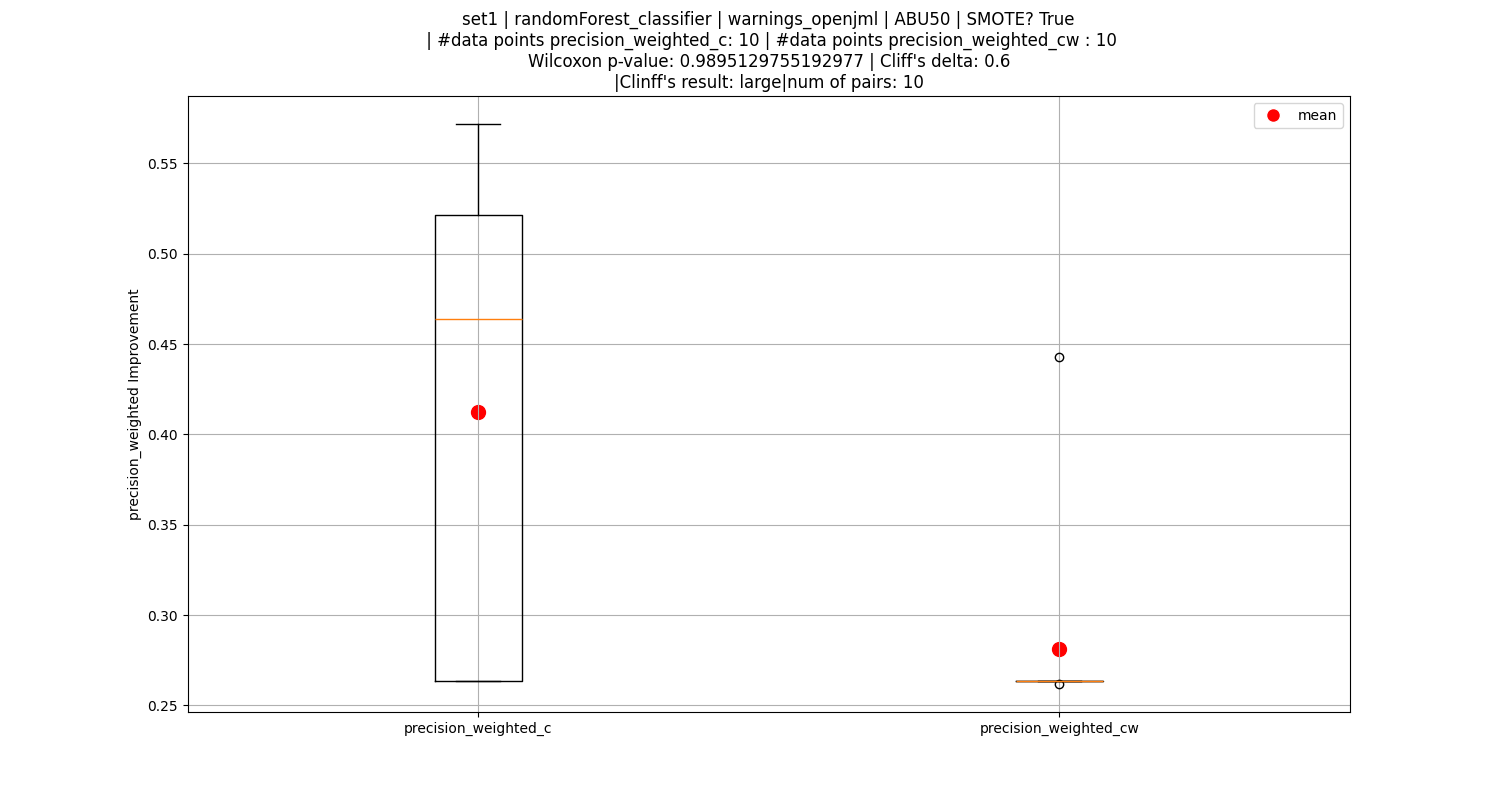 set1 | randomForest_classifier | warnings_openjml | ABU50 | SMOTE? True
| #data points precision_weighted_c: 10 | #data points precision_weighted_cw : 10
Wilcoxon p-value: 0.9895129755192977 | Cliff's delta: 0.6
|Clinff's result: large|num of pairs: 10
mean
precision_weighted Improvement
0.55
0.50
0.45
0.40
0.35
0.30
0.25
precision_weighted_c
precision_weighted_cw